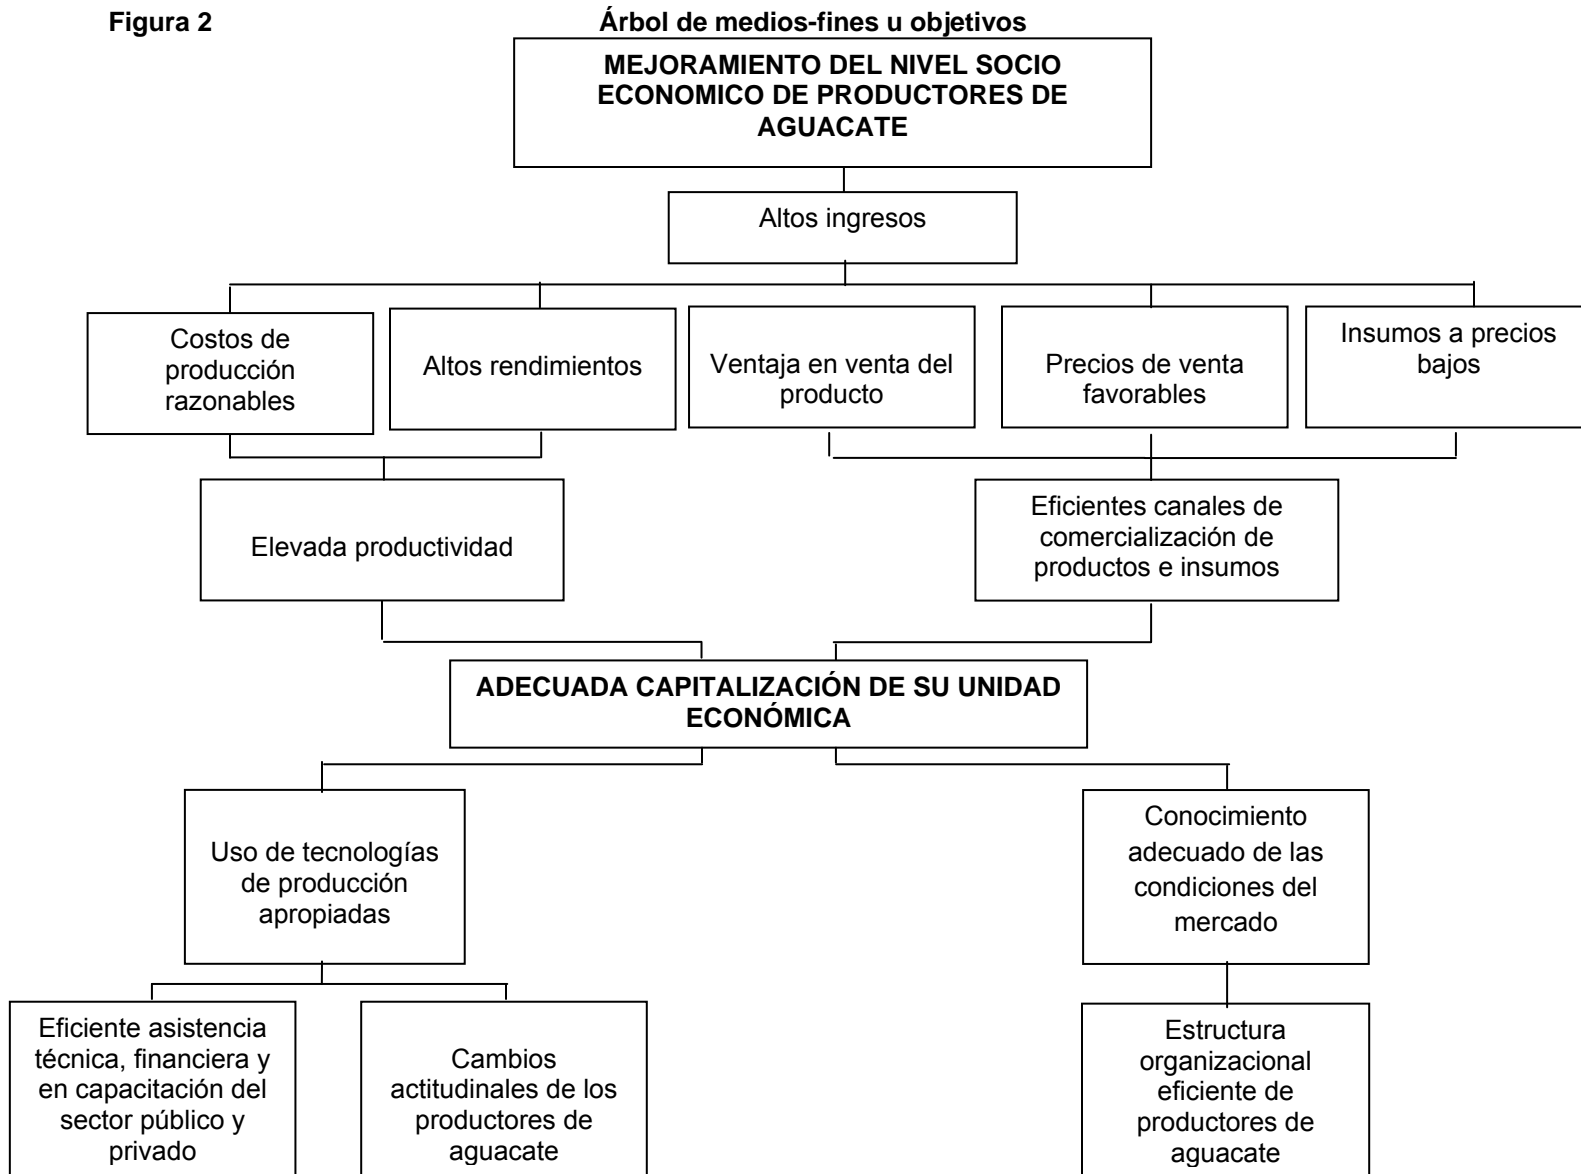 Figura 2
Árbol de medios-fines u objetivos
MEJORAMIENTO DEL NIVEL SOCIO
ECONOMICO DE PRODUCTORES DE
AGUACATE
Altos ingresos
Costos de
producción
razonables
Altos rendimientos
Ventaja en venta del
producto
Precios de venta
favorables
Insumos a precios
bajos
Elevada productividad
Eficientes canales de
comercialización de
productos e insumos
ADECUADA CAPITALIZACIÓN DE SU UNIDAD
ECONÓMICA
Uso de tecnologías
de producción
apropiadas
Conocimiento
adecuado de las
condiciones del
mercado
Eficiente asistencia
técnica, financiera y
en capacitación del
sector público y
privado
Cambios
actitudinales de los
productores de
aguacate
Estructura
organizacional
eficiente de
productores de
aguacate